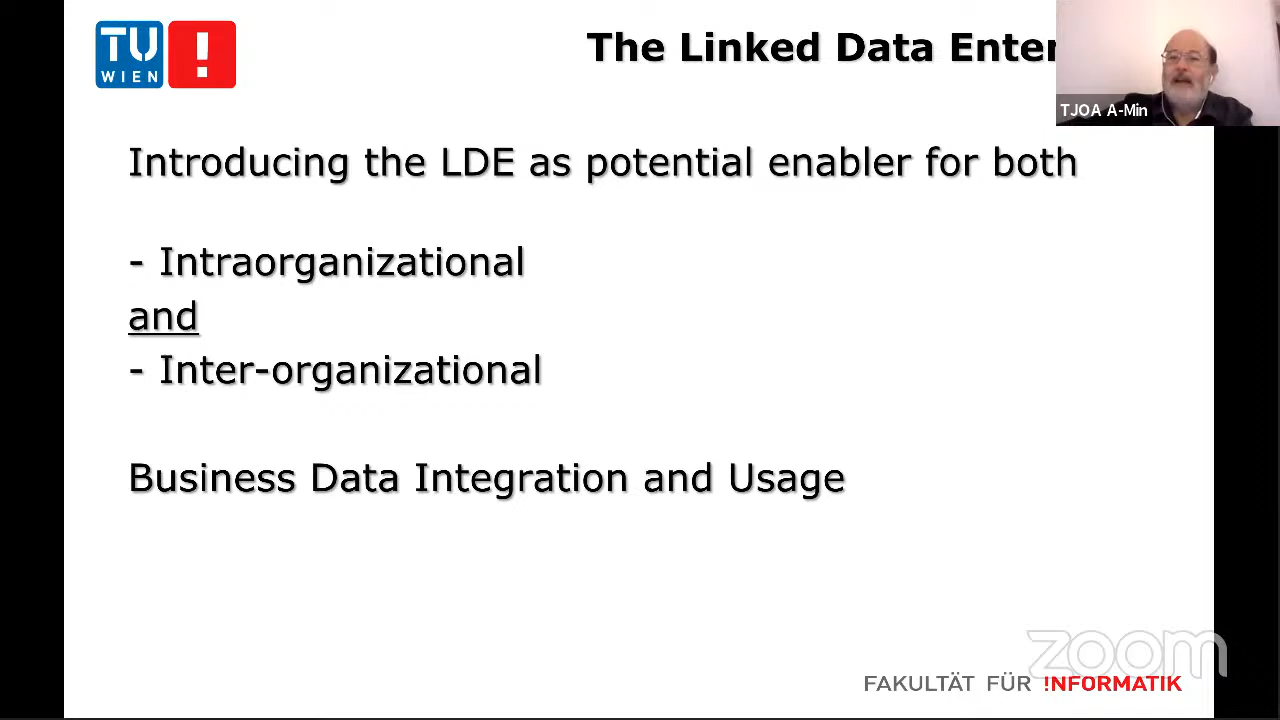 TU
WIEN
!
The Linked Data Enter
TJOA A-Min
Introducing the LDE as potential enabler for both
- Intraorganizational
and
- Inter-organizational
Business Data Integration and Usage
zoom
FAKULTÄT FÜR !NFORMATIK